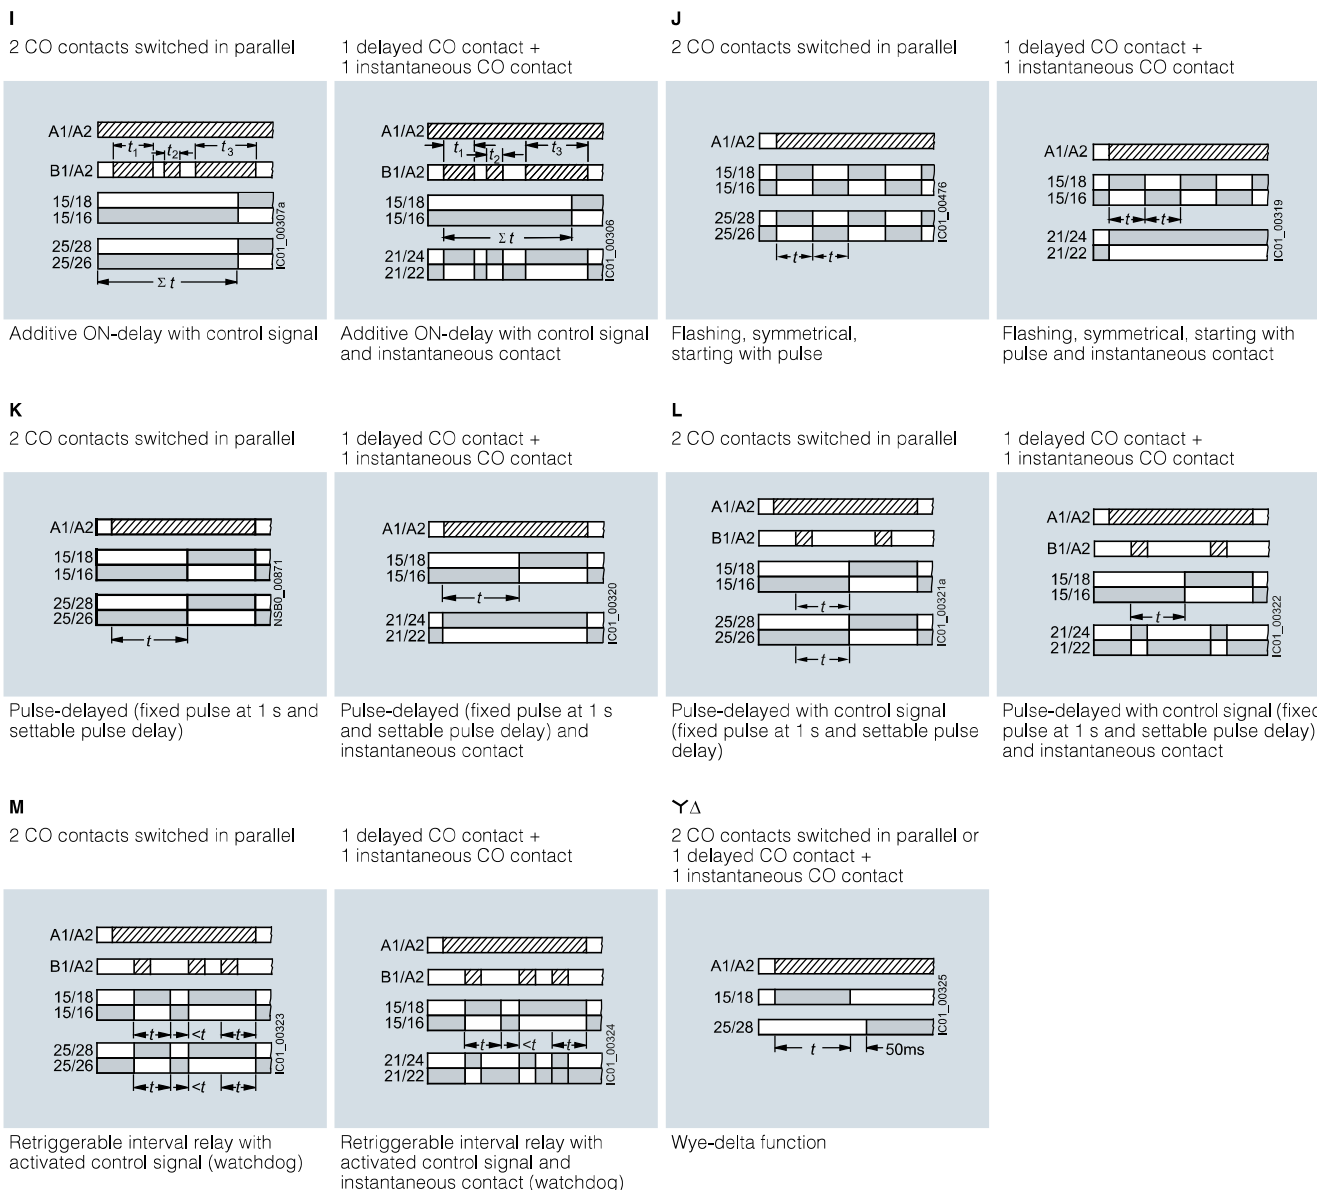 I
2 CO contacts switched in parallel
1 delayed CO contact +
1 instantaneous CO contact
A1/A2
t1
t2
t3
B1/A2
15/18
15/16
25/28
25/26
Σ t
IC01_00307a
A1/A2
t1
t2
t3
B1/A2
15/18
15/16
Σ t
21/24
21/22
IC01_00306
Additive ON-delay with control signal
Additive ON-delay with control signal
and instantaneous contact
J
2 CO contacts switched in parallel
1 delayed CO contact +
1 instantaneous CO contact
A1/A2
15/18
15/16
25/28
25/26
t
t
IC01_00476
A1/A2
15/18
15/16
t
t
21/24
21/22
IC01_00319
Flashing, symmetrical,
starting with pulse
Flashing, symmetrical, starting with
pulse and instantaneous contact
K
2 CO contacts switched in parallel
1 delayed CO contact +
1 instantaneous CO contact
A1/A2
15/18
15/16
25/28
25/26
t
NSB0_00871
A1/A2
15/18
15/16
t
21/24
21/22
IC01_00320
Pulse-delayed (fixed pulse at 1 s and
settable pulse delay)
Pulse-delayed (fixed pulse at 1 s
and settable pulse delay) and
instantaneous contact
L
2 CO contacts switched in parallel
1 delayed CO contact +
1 instantaneous CO contact
A1/A2
B1/A2
15/18
15/16
t
25/28
25/26
t
IC01_00321a
A1/A2
B1/A2
15/18
15/16
t
21/24
21/22
IC01_00322
Pulse-delayed with control signal
(fixed pulse at 1 s and settable pulse
delay)
Pulse-delayed with control signal (fixed
pulse at 1 s and settable pulse delay)
and instantaneous contact
M
2 CO contacts switched in parallel
1 delayed CO contact +
1 instantaneous CO contact
A1/A2
B1/A2
15/18
15/16
t
<t
t
25/28
25/26
t
<t
t
IC01_00323
A1/A2
B1/A2
15/18
15/16
t
<t
t
21/24
21/22
IC01_00324
Retriggerable interval relay with
activated control signal (watchdog)
Retriggerable interval relay with
activated control signal and
instantaneous contact (watchdog)
YΔ
2 CO contacts switched in parallel or
1 delayed CO contact +
1 instantaneous CO contact
A1/A2
15/18
25/28
t
50ms
IC01_00325
Wye-delta function